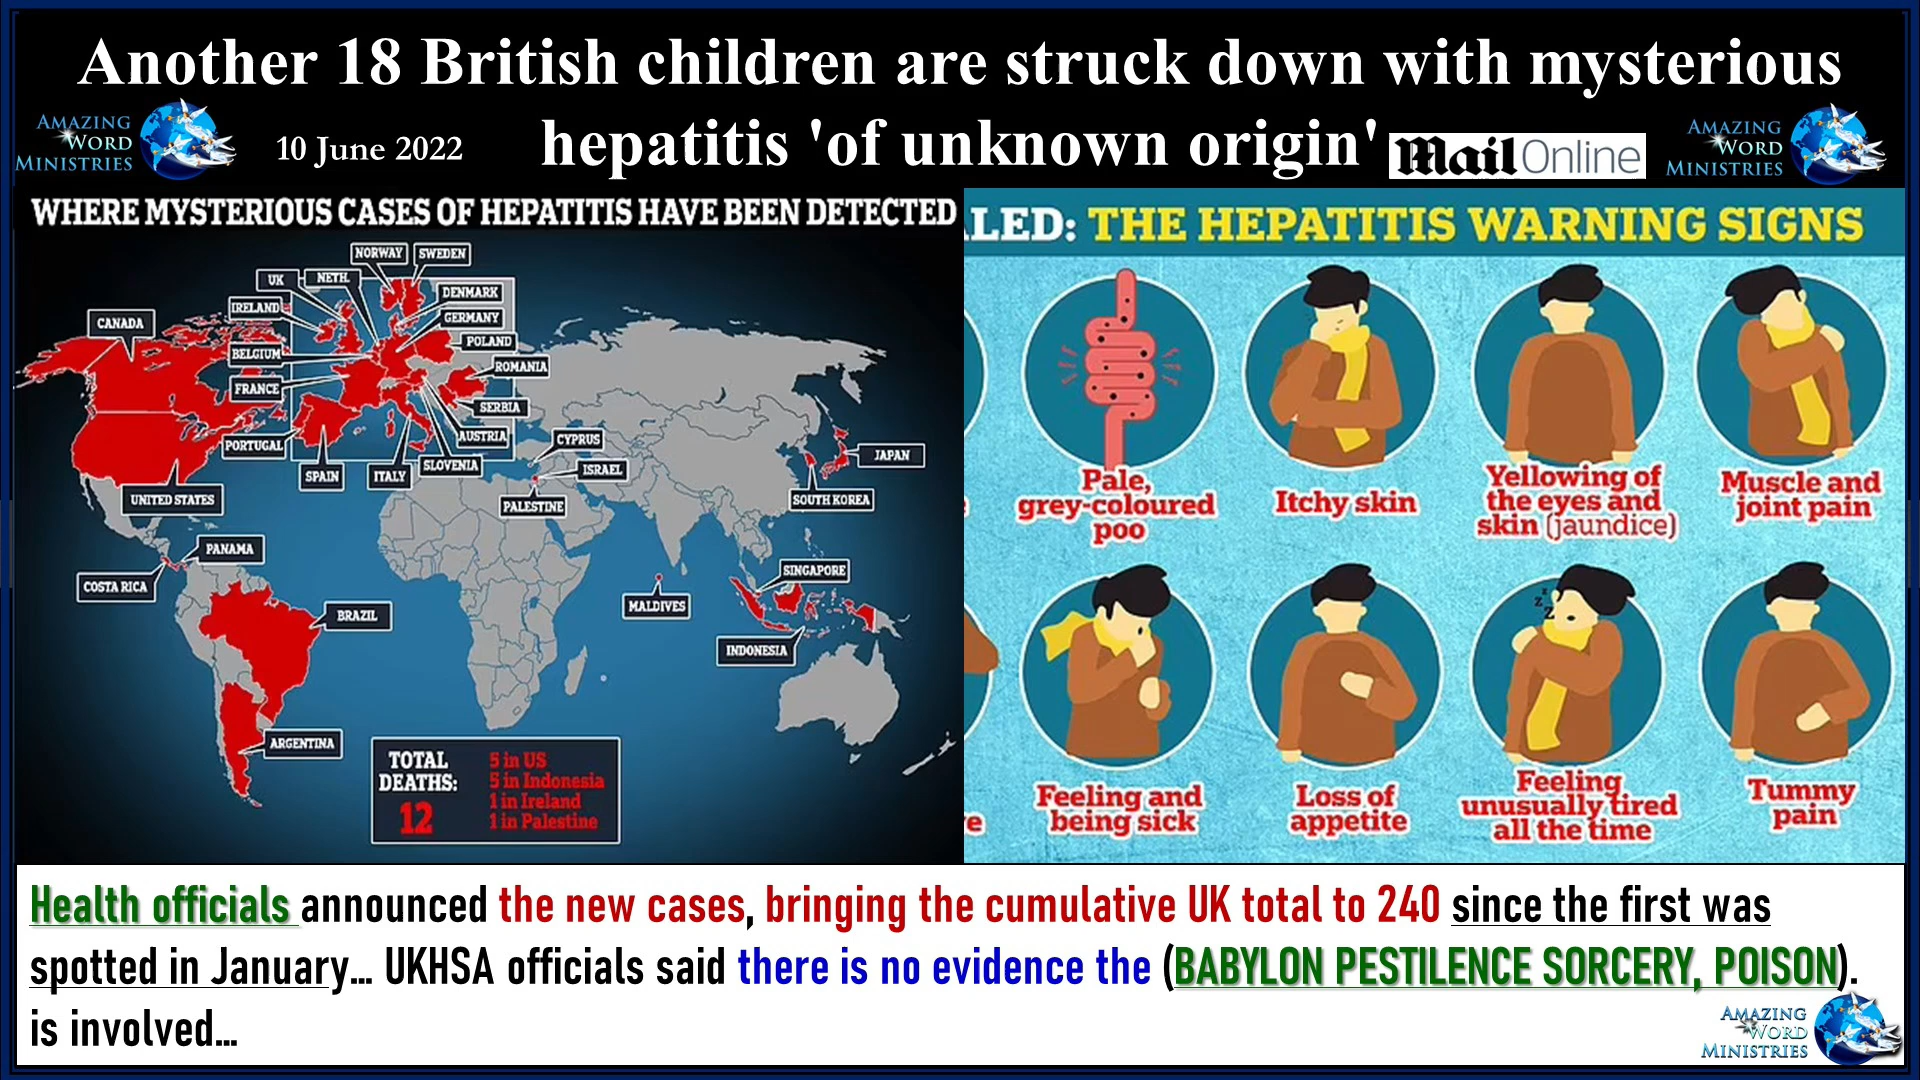 Another 18 British children are struck down with mysterious
hepatitis 'of unknown origin'
AMAZING
WORD
MINISTRIES
10 June 2022
Mail Online
AMAZING
WORD
MINISTRIES
WHERE MYSTERIOUS CASES OF HEPATITIS HAVE BEEN DETECTED
NORWAY
SWEDEN
UK
NETH.
DENMARK
IRELAND
GERMANY
CANADA
POLAND
BELGIUM
ROMANIA
FRANCE
SERBIA
AUSTRIA
PORTUGAL
CYPRUS
JAPAN
SPAIN
ITALY
SLOVENIA
ISRAEL
UNITED STATES
PALESTINE
SOUTH KOREA
PANAMA
COSTA RICA
SINGAPORE
MALDIVES
BRAZIL
INDONESIA
ARGENTINA
TOTAL
DEATHS:
12
5 in US
5 in Indonesia
1 in Ireland
1 in Palestine
LED: THE HEPATITIS WARNING SIGNS
Pale,
grey-coloured
poo
Itchy skin
Yellowing of
the eyes and
skin (jaundice)
Muscle and
joint pain
z
z
Z
e
Feeling and
being sick
Loss of
appetite
Feeling
unusually tired
all the time
Tummy
pain
Health officials announced the new cases, bringing the cumulative UK total to 240 since the first was
spotted in January... UKHSA officials said there is no evidence the (BABYLON PESTILENCE SORCERY, POISON).
is involved...
AMAZING
WORD
MINISTRIES